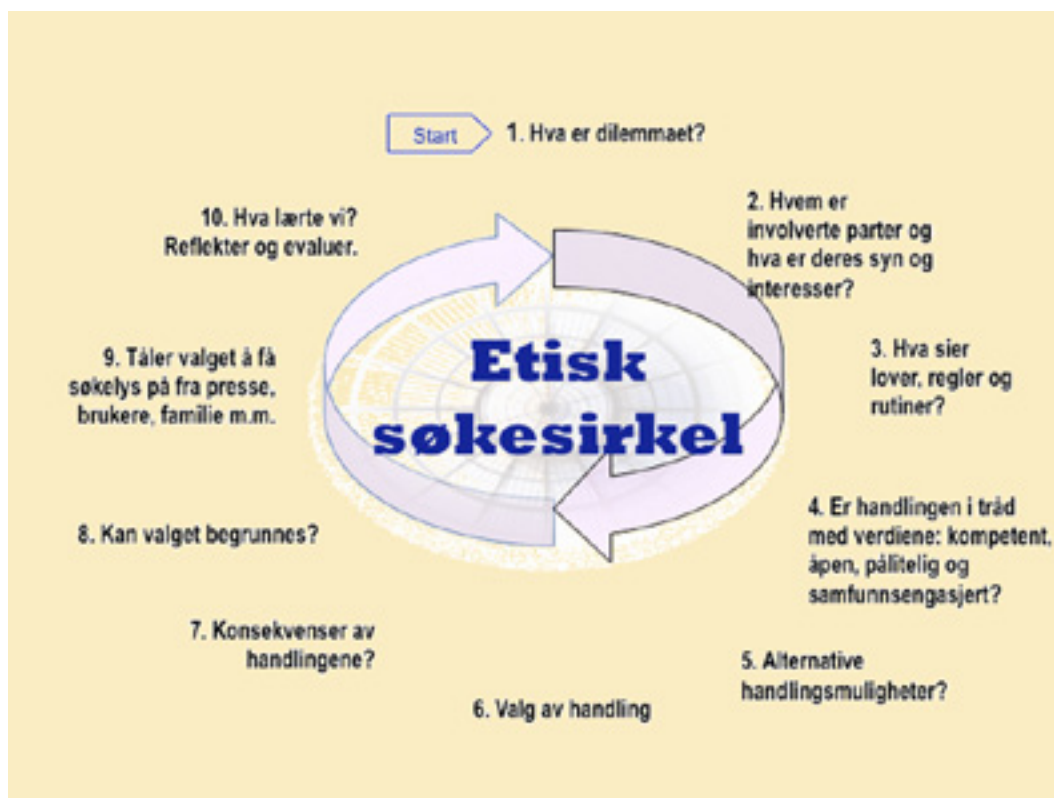 Start
1. Hva er dilemmaet?
2. Hvem er
involverte parter og
hva er deres syn og
interesser?
3. Hva sier
lover, regler og
rutiner?
4. Er handlingen i tråd
med verdiene: kompetent,
åpen, pålitelig og
samfunnsengasjert?
5. Alternative
handlingsmuligheter?
6. Valg av handling
7. Konsekvenser av
handlingene?
8. Kan valget begrunnes?
9. Tåler valget å få
søkelys på fra presse,
brukere, familie m.m.
10. Hva lærte vi?
Reflekter og evaluer.
Etisk
søkesirkel